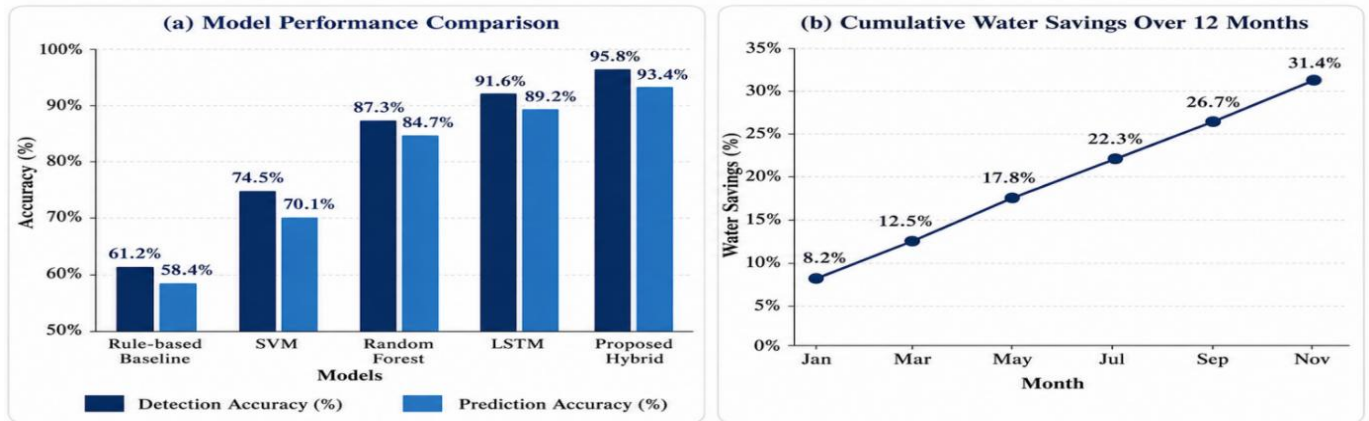 (a) Model Performance Comparison
100%
90%
80%
70%
60%
50%
Accuracy (%)
61.2%
58.4%
74.5%
70.1%
87.3%
84.7%
91.6%
89.2%
95.8%
93.4%
Rule-based
Baseline
SVM
Random
Forest
LSTM
Proposed
Hybrid
Models
Detection Accuracy (%)
Prediction Accuracy (%)
(b) Cumulative Water Savings Over 12 Months
35%
30%
25%
20%
15%
10%
5%
0%
Water Savings (%)
8.2%
12.5%
17.8%
22.3%
26.7%
31.4%
Jan
Mar
May
Jul
Sep
Nov
Month